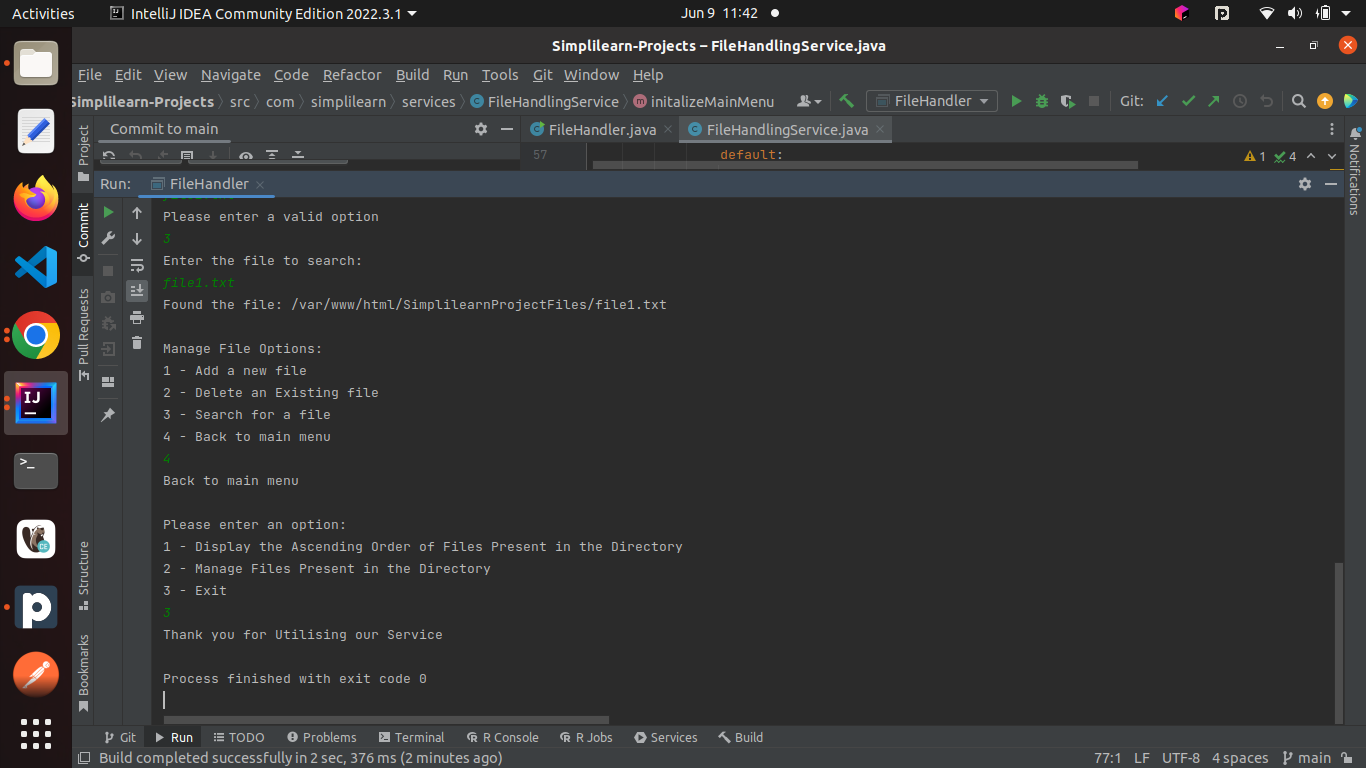 Activities IntelliJ IDEA Community Edition 2022.3.1 Jun 9 11:42
Simplilearn-Projects – FileHandlingService.java
File Edit View Navigate Code Refactor Build Run Tools Git Window Help
Simplilearn-Projects src com simplilearn services FileHandlingService initalizeMainMenu FileHandler Git:
Project
Commit to main
FileHandler.java
FileHandlingService.java
57 default: 1 4
Notifications
Run: FileHandler
Commit
Pull Requests
Structure
Bookmarks
Please enter a valid option
3
Enter the file to search:
file1.txt
Found the file: /var/www/html/SimplilearnProjectFiles/file1.txt
Manage File Options:
1 - Add a new file
2 - Delete an Existing file
3 - Search for a file
4 - Back to main menu
4
Back to main menu
Please enter an option:
1 - Display the Ascending Order of Files Present in the Directory
2 - Manage Files Present in the Directory
3 - Exit
3
Thank you for Utilising our Service
Process finished with exit code 0
Git Run TODO Problems Terminal R Console R Jobs Services Build
Build completed successfully in 2 sec, 376 ms (2 minutes ago) 77:1 LF UTF-8 4 spaces main